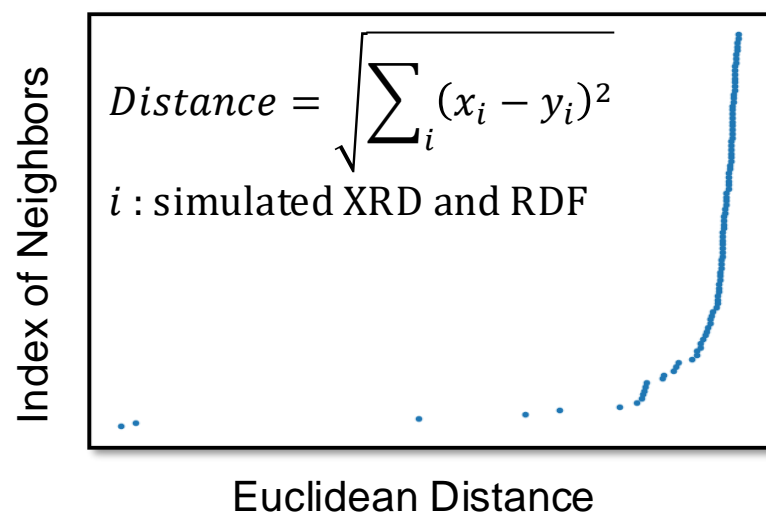 Index of Neighbors
Distance = √∑ᵢ(xᵢ − yᵢ)²
i : simulated XRD and RDF
Euclidean Distance